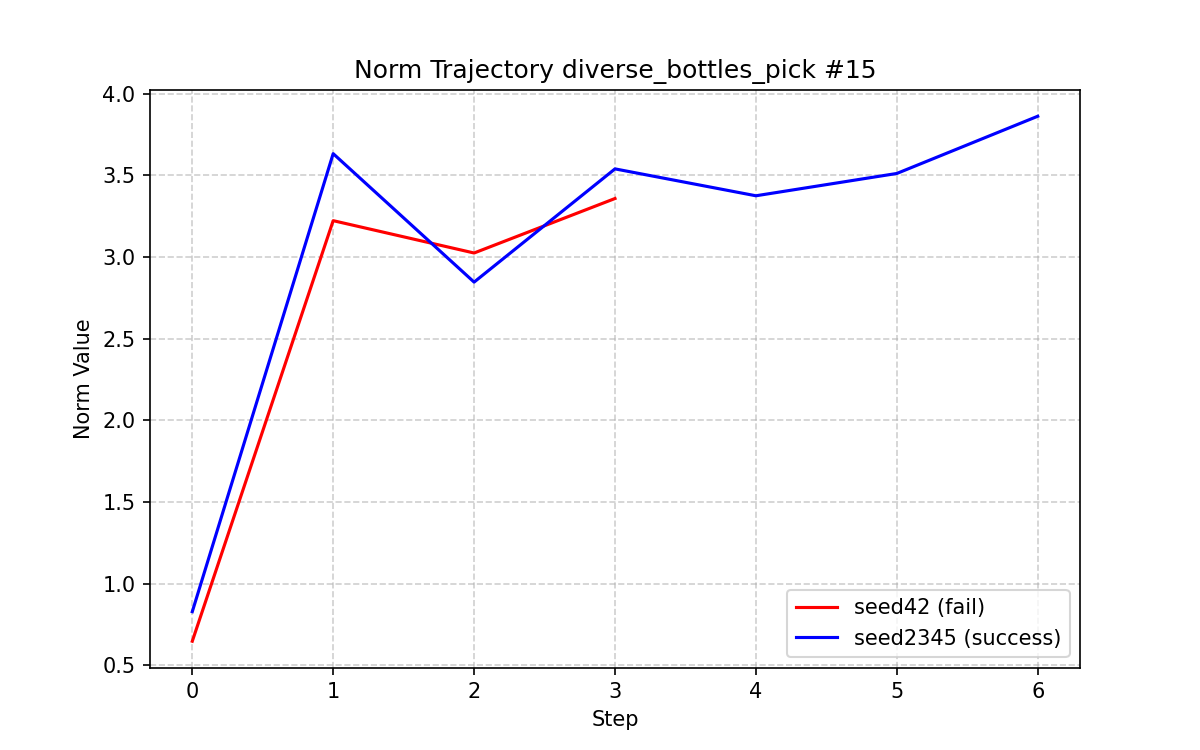 Norm Trajectory diverse_bottles_pick #15
Norm Value
4.0
3.5
3.0
2.5
2.0
1.5
1.0
0.5
seed42 (fail)
seed2345 (success)
0 1 2 3 4 5 6
Step